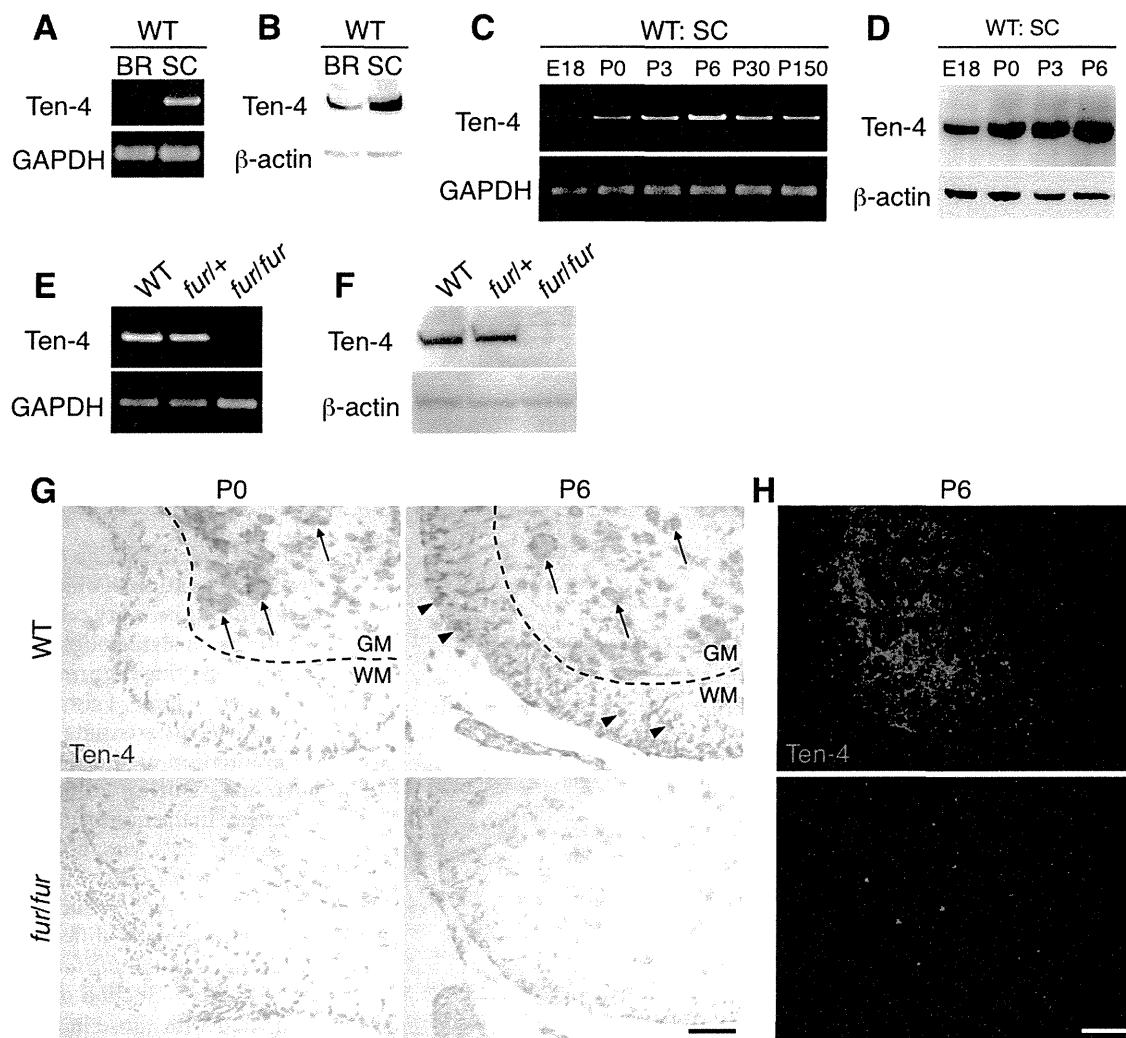 A
WT
BR SC
Ten-4
GAPDH
B
WT
BR SC
Ten-4
β-actin
C
WT: SC
E18 P0 P3 P6 P30 P150
Ten-4
GAPDH
D
WT: SC
E18 P0 P3 P6
Ten-4
β-actin
E
WT fur/+ fur/fur
Ten-4
GAPDH
F
WT fur/+ fur/fur
Ten-4
β-actin
G
P0
P6
WT
GM
WM
Ten-4
GM
WM
fur/fur
H
P6
Ten-4